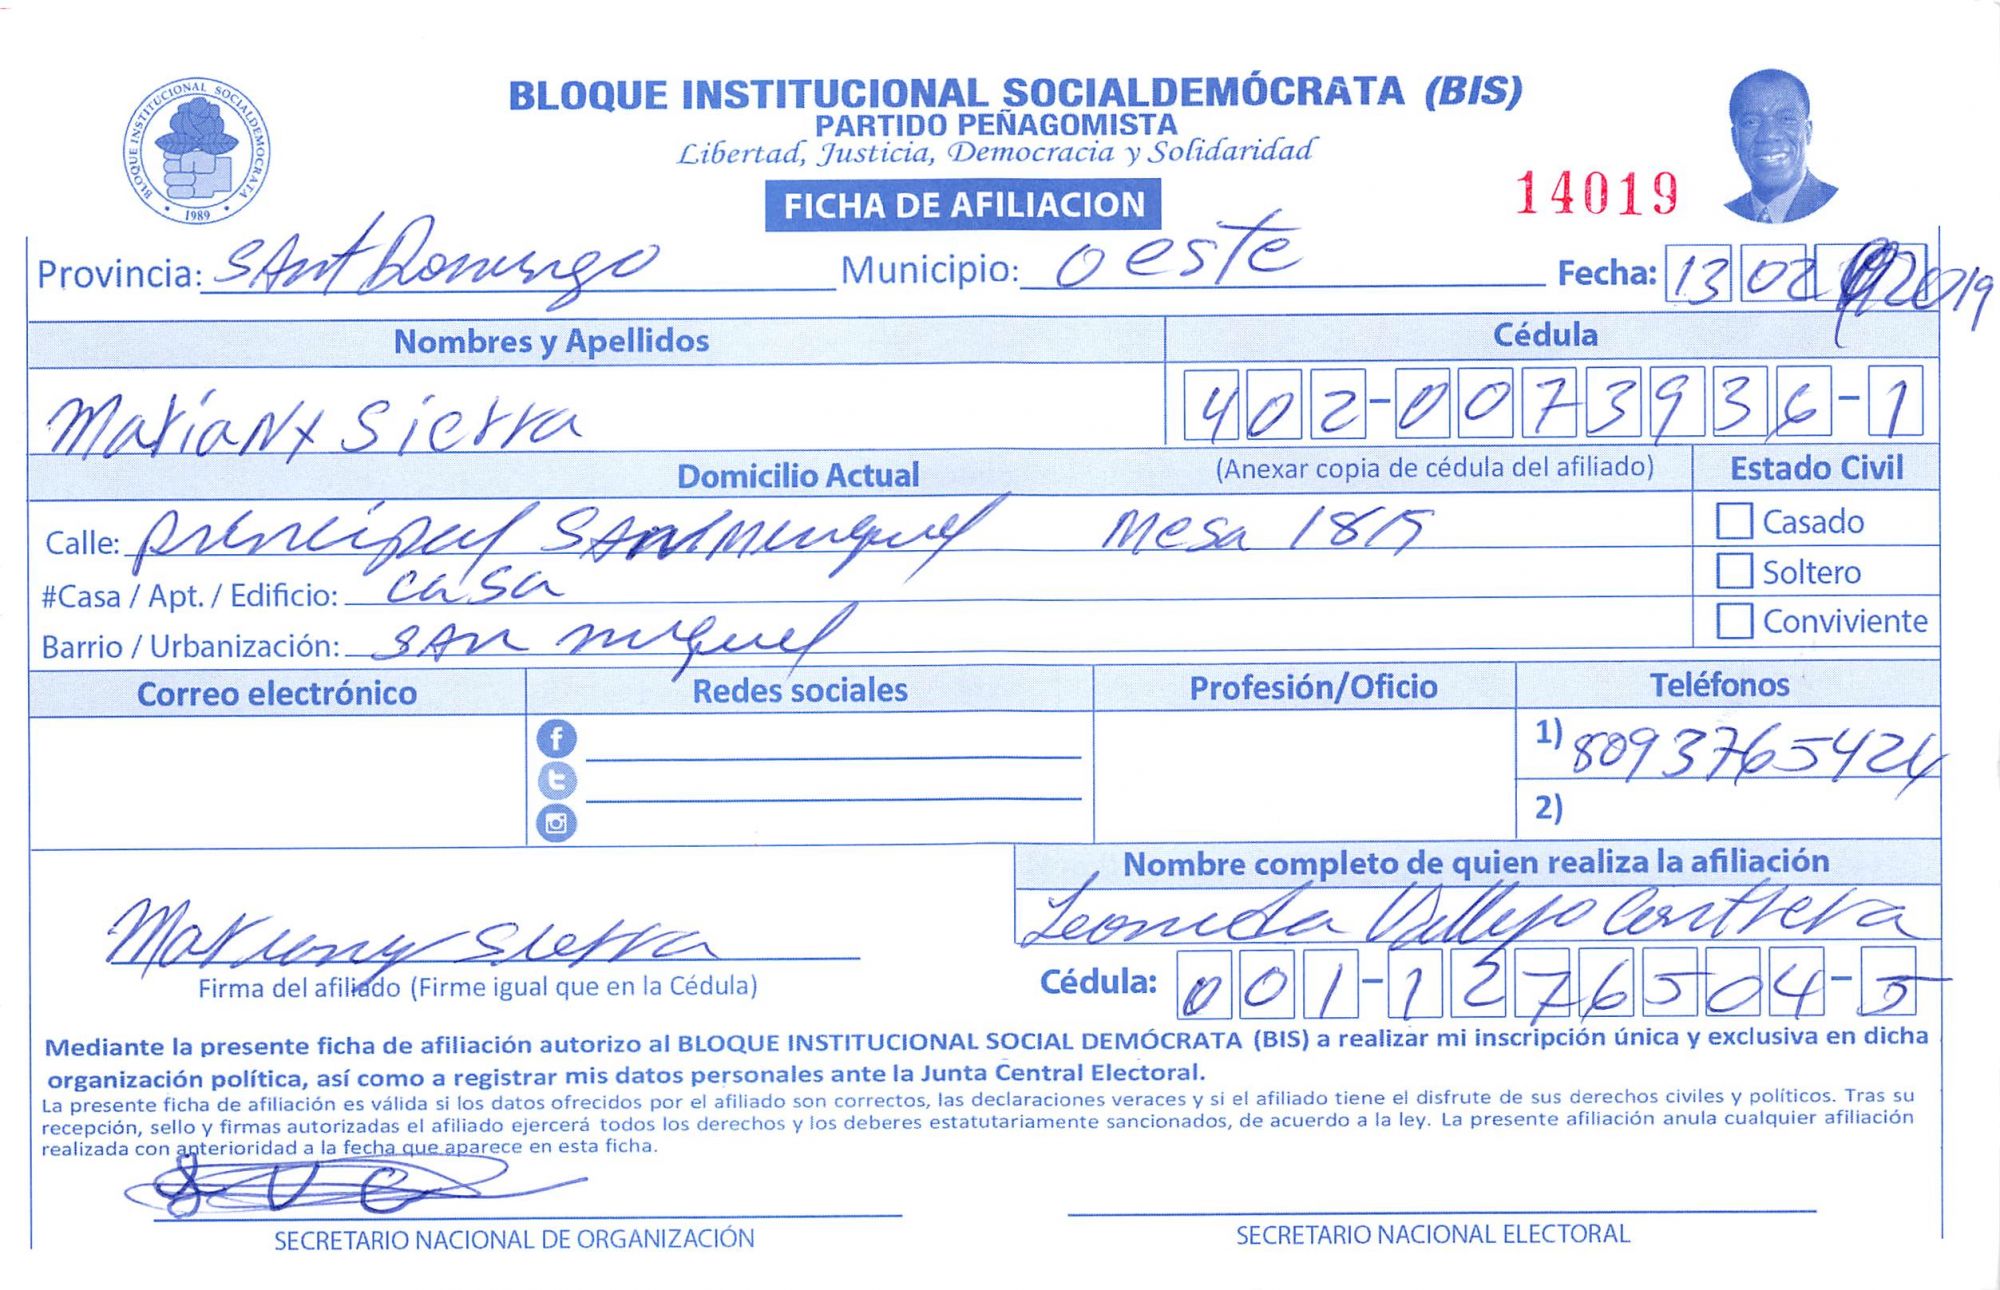 BLOQUE INSTITUCIONAL SOCIALDEMÓCRATA (BIS)
PARTIDO PEÑAGOMISTA
Libertad, Justicia, Democracia y Solidaridad
BLOQUE INSTITUCIONAL SOCIALDEMOCRATA
1989
FICHA DE AFILIACION
14019
Provincia: SAnt Domingo Municipio: oeste Fecha: 13 02 2019
Nombres y Apellidos Cédula
Sierra 402-0073936-1
Domicilio Actual (Anexar copia de cédula del afiliado) Estado Civil
Calle: principal SAnt Miguel Mesa Casado
#Casa / Apt. / Edificio: casa Soltero
Barrio / Urbanización: SAn miguel Conviviente
Correo electrónico Redes sociales Profesión/Oficio Teléfonos
1) 8093765424
2)
Nombre completo de quien realiza la afiliación
Leonida Vallejo Contrera
Sierra
Firma del afiliado (Firme igual que en la Cédula) Cédula: 001-1276504-5
Mediante la presente ficha de afiliación autorizo al BLOQUE INSTITUCIONAL SOCIAL DEMÓCRATA (BIS) a realizar mi inscripción única y exclusiva en dicha
organización política, así como a registrar mis datos personales ante la Junta Central Electoral.
La presente ficha de afiliación es válida si los datos ofrecidos por el afiliado son correctos, las declaraciones veraces y si el afiliado tiene el disfrute de sus derechos civiles y políticos. Tras su
recepción, sello y firmas autorizadas el afiliado ejercerá todos los derechos y los deberes estatutariamente sancionados, de acuerdo a la ley. La presente afiliación anula cualquier afiliación
realizada con anterioridad a la fecha que aparece en esta ficha.
SECRETARIO NACIONAL DE ORGANIZACIÓN SECRETARIO NACIONAL ELECTORAL